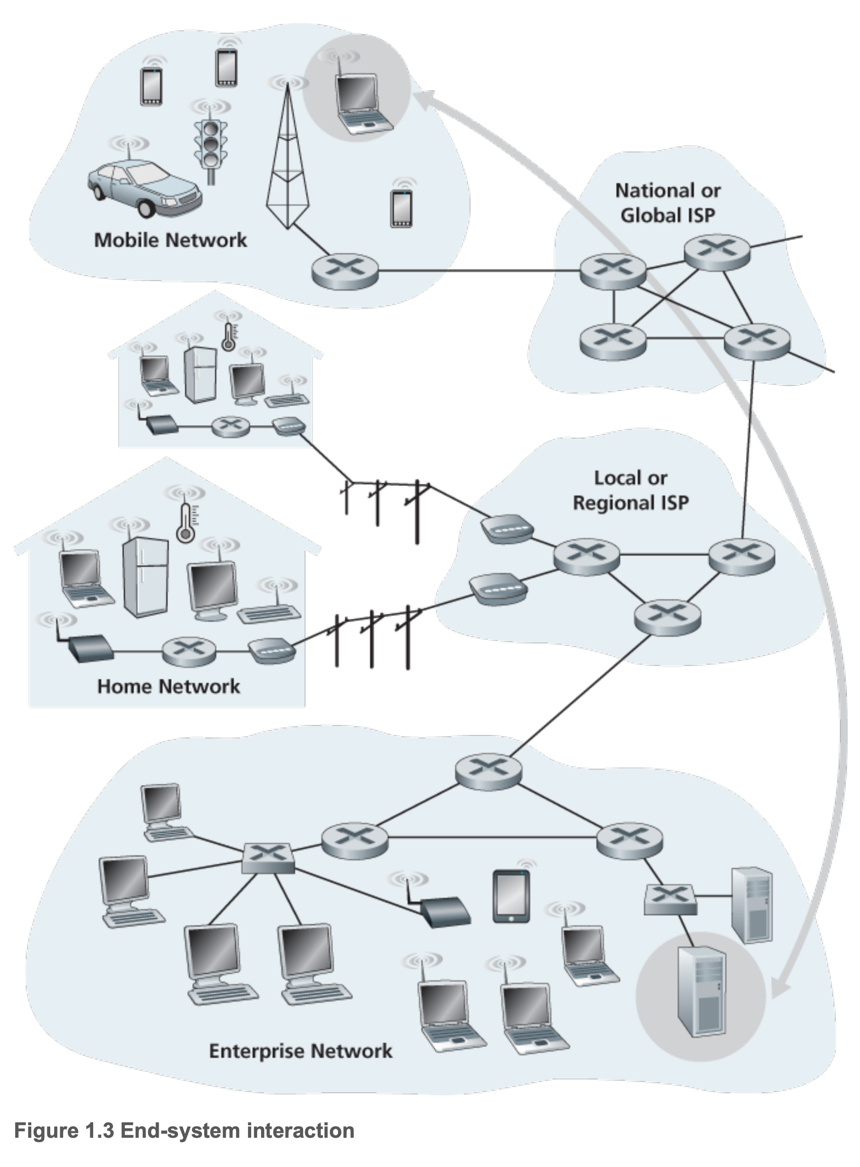 Mobile Network
National or
Global ISP
Local or
Regional ISP
Home Network
Enterprise Network
Figure 1.3 End-system interaction